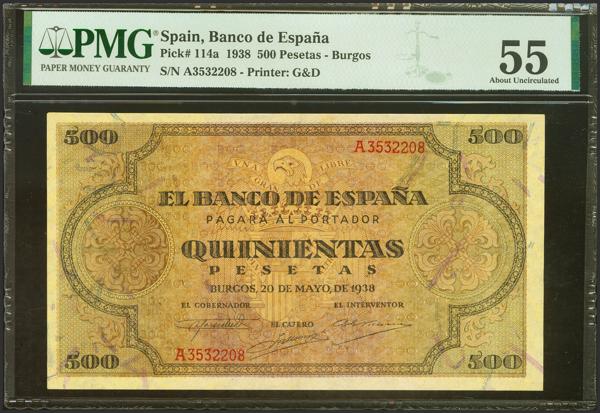 PMG
PAPER MONEY GUARANTY
Spain, Banco de España
Pick# 114a 1938 500 Pesetas - Burgos
S/N A3532208 - Printer: G&D
55
About Uncirculated
500
500
A3532208
UNA GRANDE LIBRE
EL BANCO DE ESPAÑA
PAGARÁ AL PORTADOR
QUINIENTAS
PESETAS
BURGOS, 20 DE MAYO, DE 1938
EL GOBERNADOR
EL INTERVENTOR
EL CAJERO
A3532208
500
500